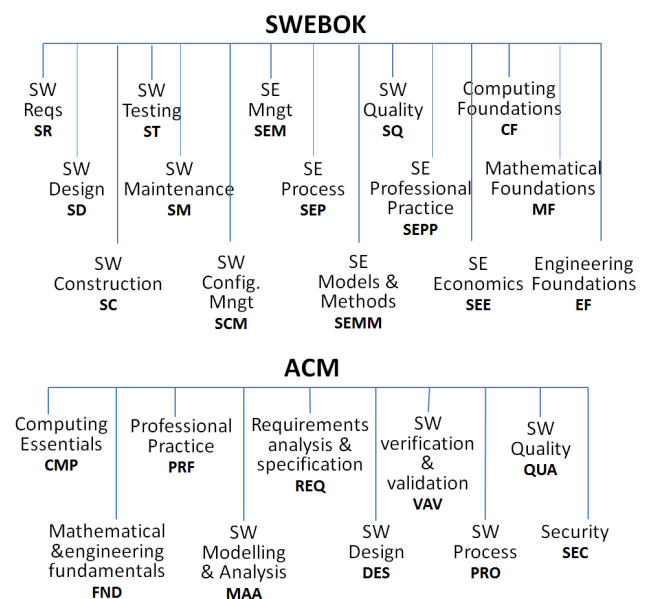 SWEBOK
SW
Reqs
SR
SW
Testing
ST
SE
Mngt
SEM
SW
Quality
SQ
Computing
Foundations
CF
SW
Design
SD
SW
Maintenance
SM
SE
Process
SEP
SE
Professional
Practice
SEPP
Mathematical
Foundations
MF
SW
Construction
SC
SW
Config.
Mngt
SCM
SE
Models &
Methods
SEMM
SE
Economics
SEE
Engineering
Foundations
EF
ACM
Computing
Essentials
CMP
Professional
Practice
PRF
Requirements
analysis &
specification
REQ
SW
verification
&
validation
VAV
SW
Quality
QUA
Mathematical
&engineering
fundamentals
FND
SW
Modelling
& Analysis
MAA
SW
Design
DES
SW
Process
PRO
Security
SEC